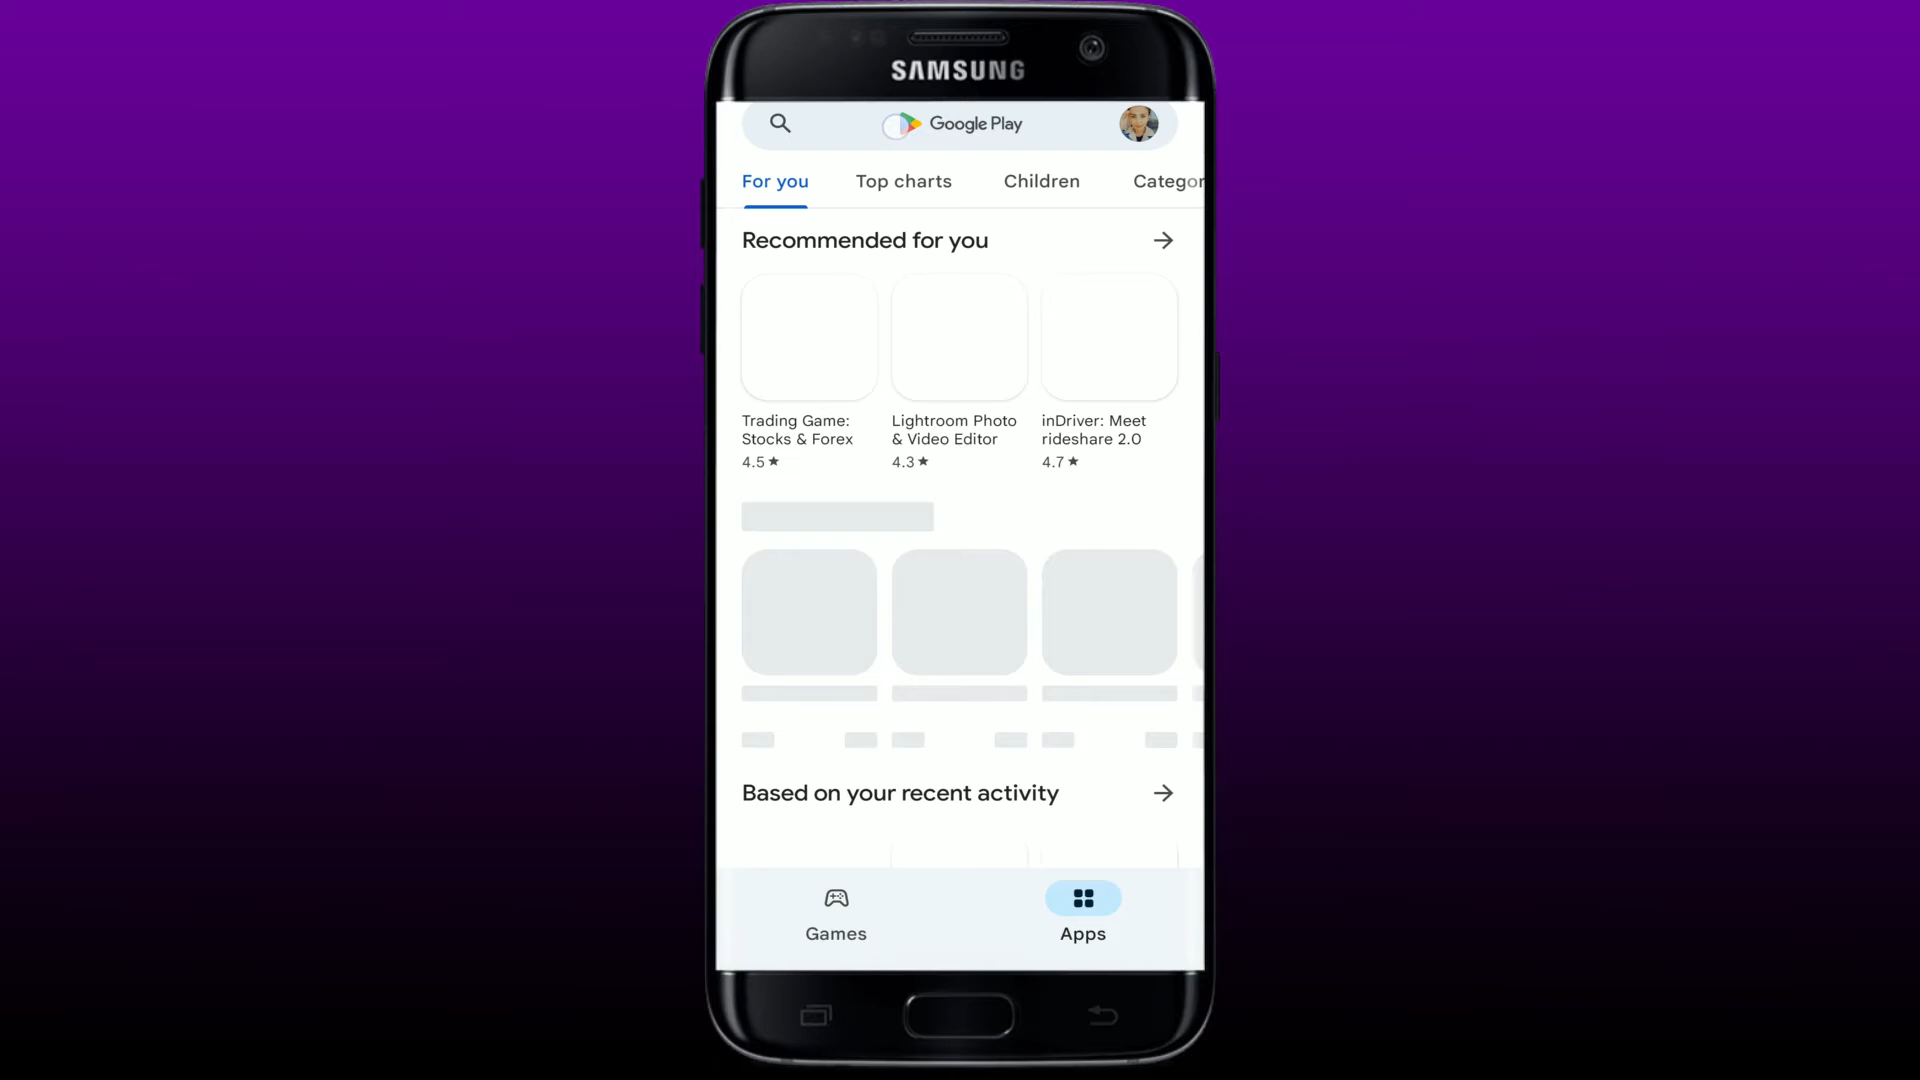 SAMSUNG
Google Play
For you
Top charts
Children
Categor
Recommended for you
Trading Game:
Stocks & Forex
4.5★
Lightroom Photo
& Video Editor
4.3★
inDriver: Meet
rideshare 2.0
4.7★
Based on your recent activity
Games
Apps